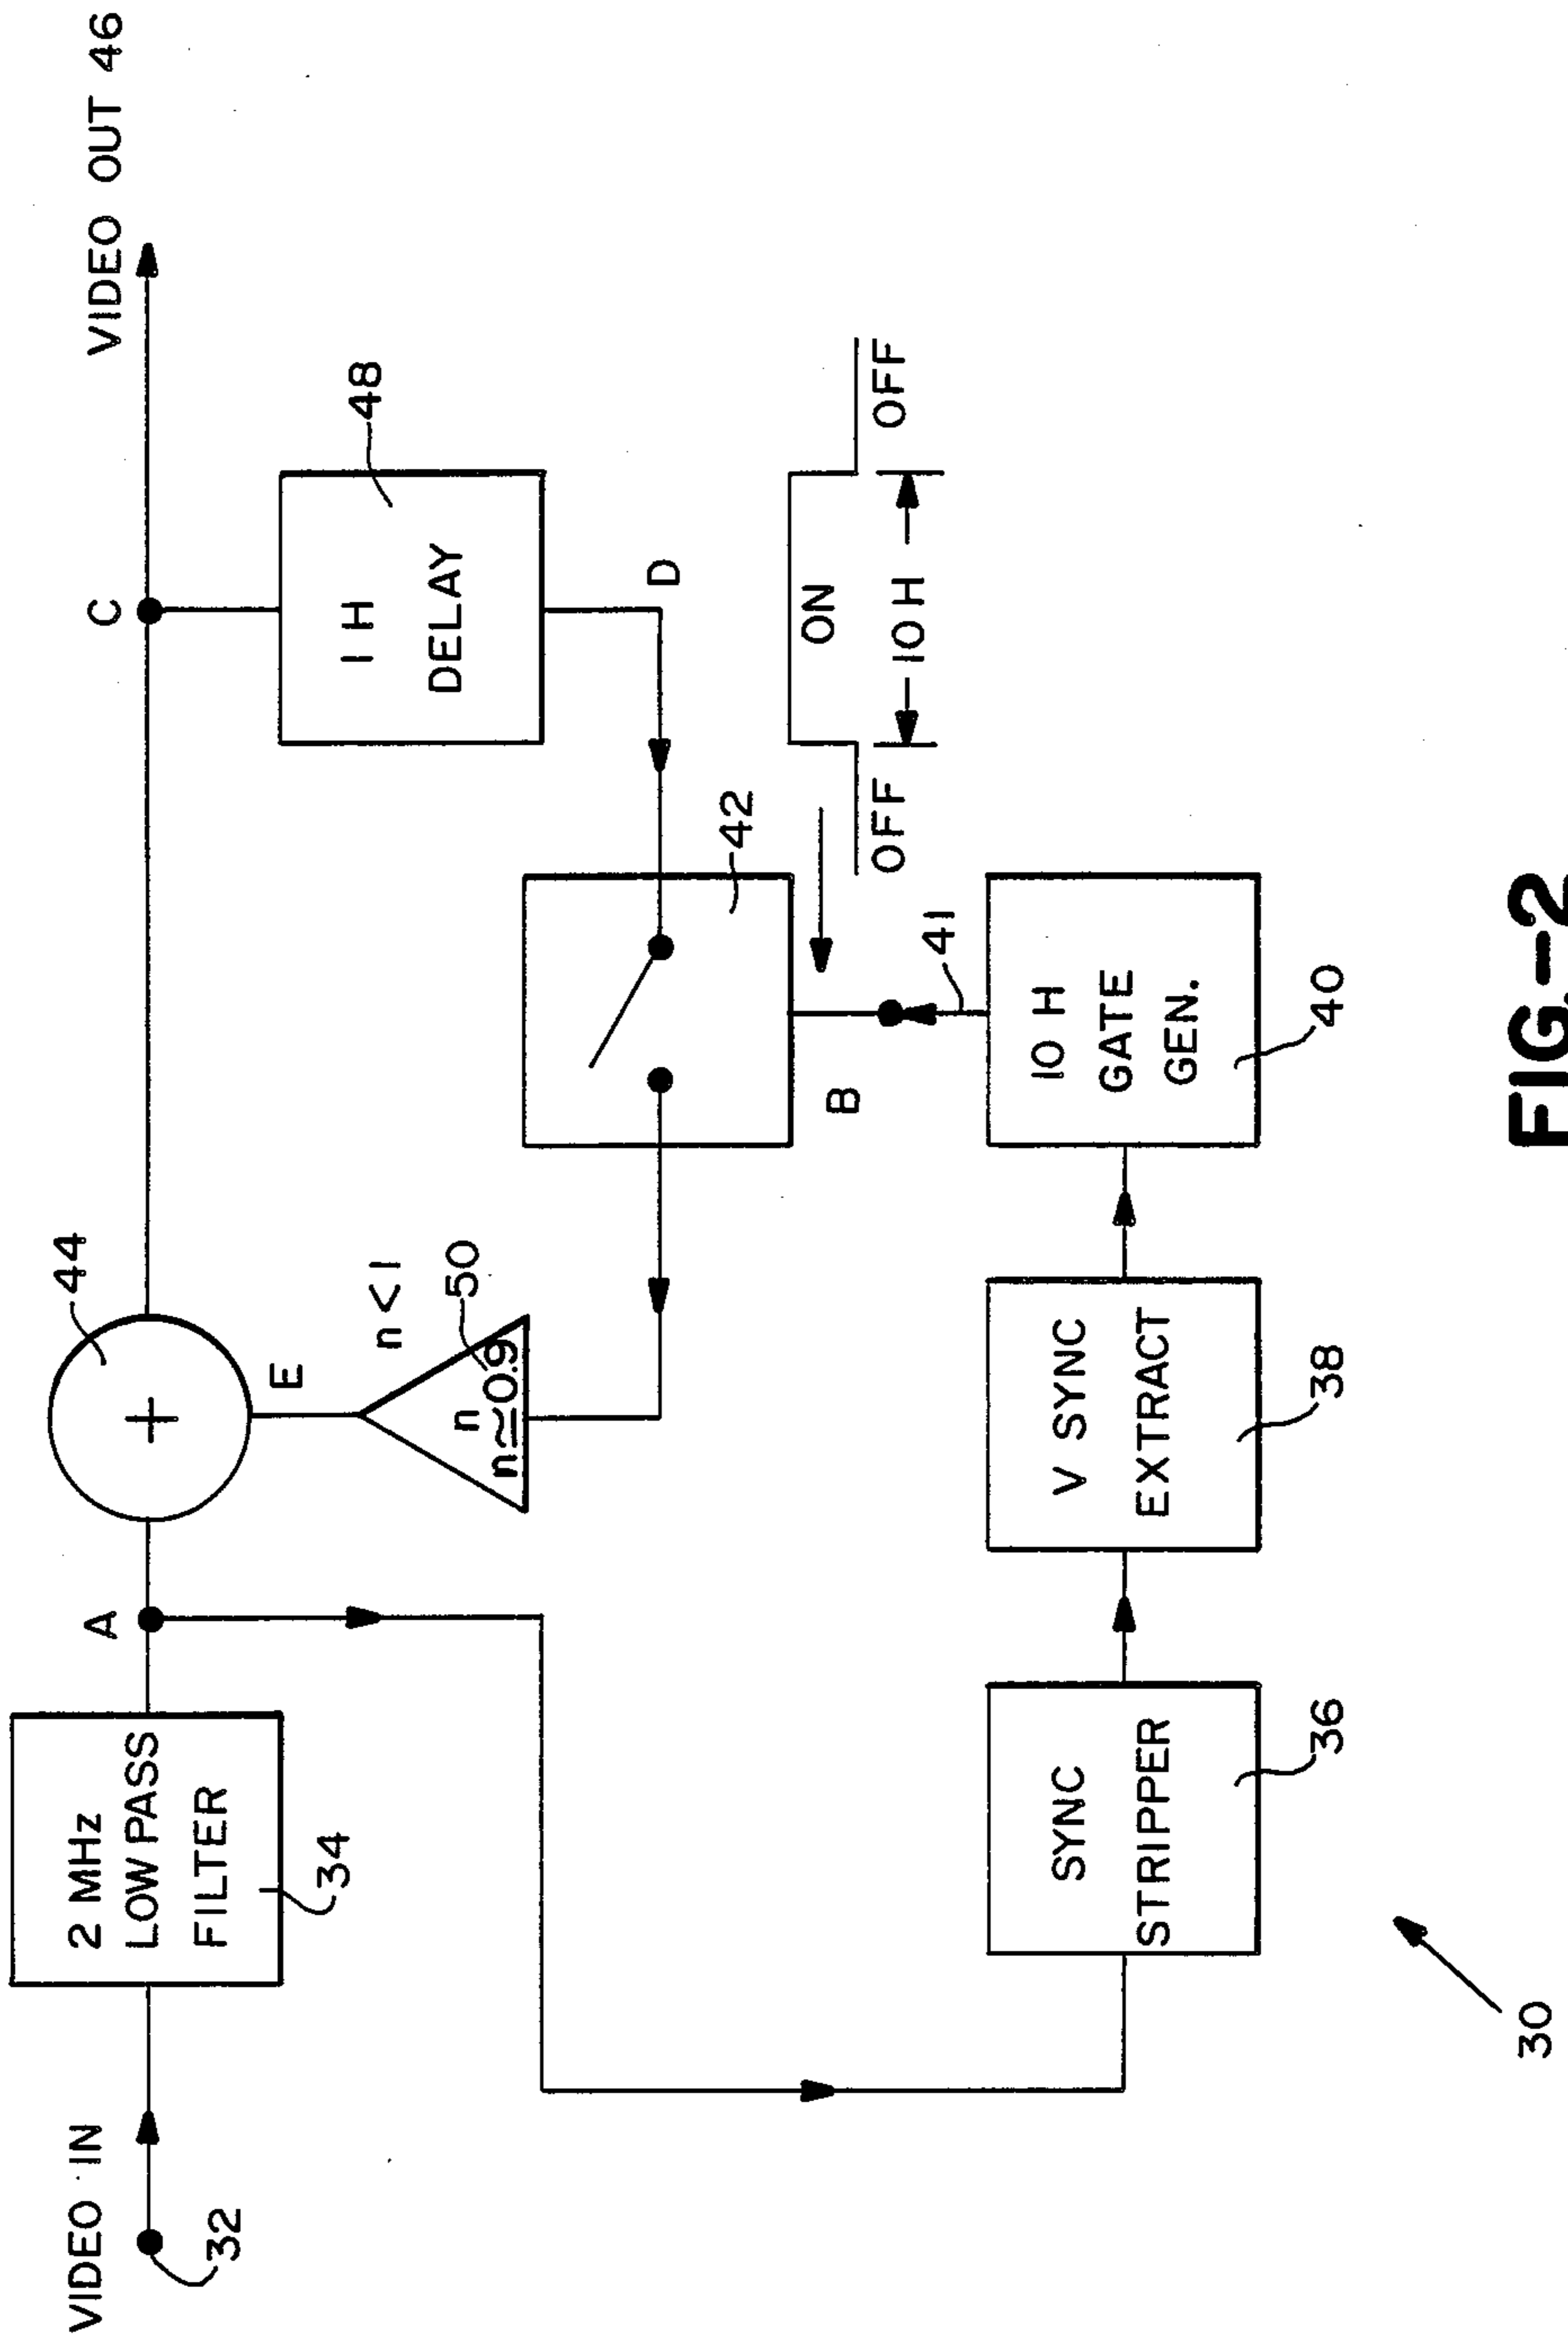 VIDEO IN
32
2 MHz
LOW PASS
FILTER
34
A
44
+
E
n < 1
50
n
n≃0.9
C
VIDEO OUT 46
1 H
DELAY
48
D
42
B
41
OFF
ON
OFF
10 H
SYNC
STRIPPER
36
V SYNC
EXTRACT
38
10 H
GATE
GEN.
40
30
FIG.-2